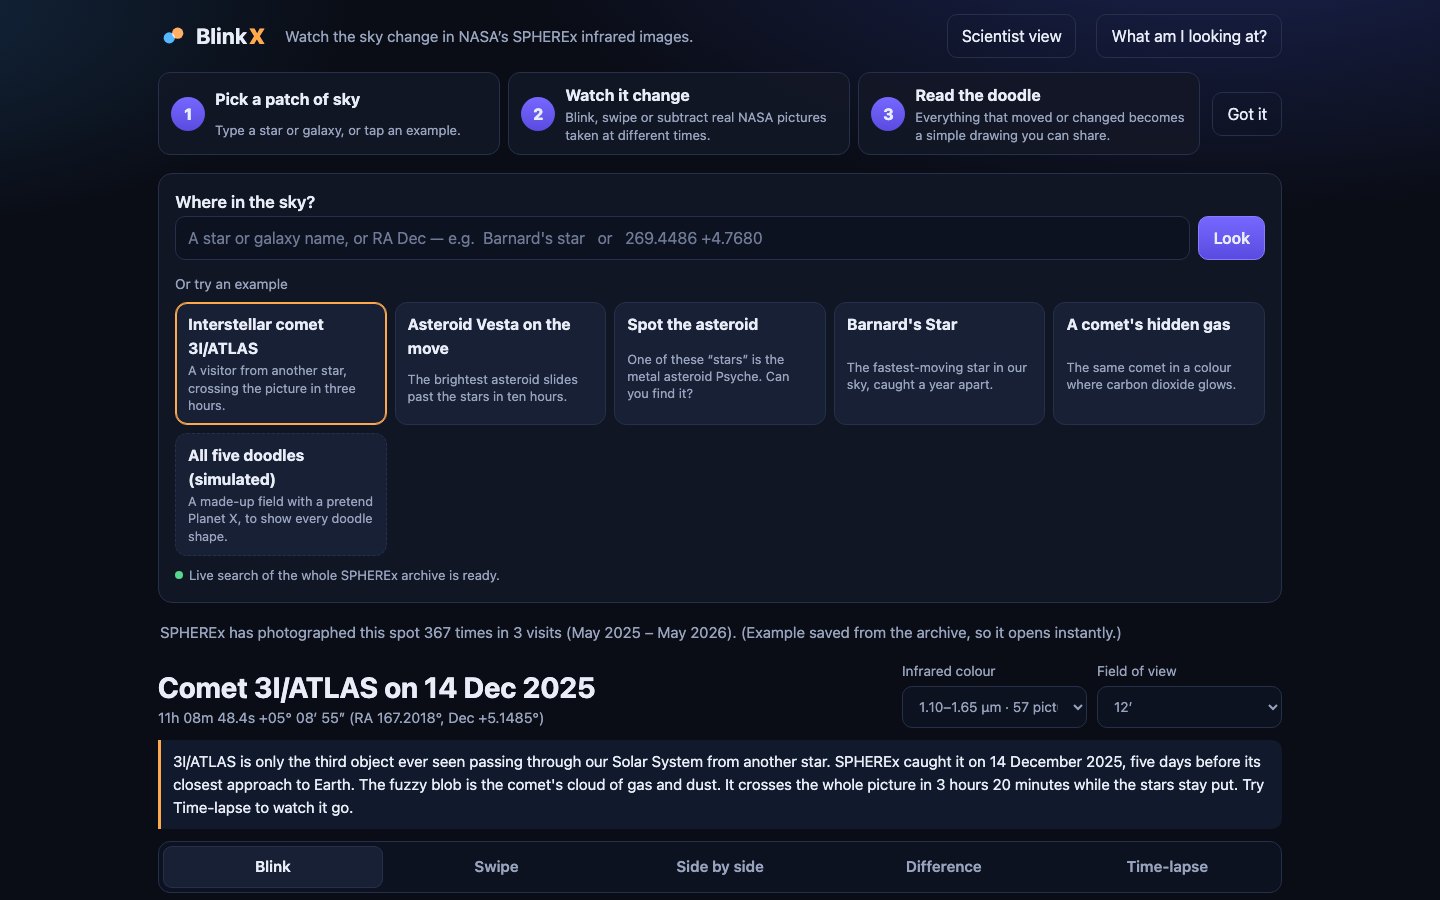 BlinkX
Watch the sky change in NASA's SPHEREx infrared images.
Scientist view
What am I looking at?
1
Pick a patch of sky
Type a star or galaxy, or tap an example.
2
Watch it change
Blink, swipe or subtract real NASA pictures
taken at different times.
3
Read the doodle
Everything that moved or changed becomes
a simple drawing you can share.
Got it
Where in the sky?
A star or galaxy name, or RA Dec — e.g. Barnard's star or 269.4486 +4.7680
Look
Or try an example
Interstellar comet
3I/ATLAS
A visitor from another star,
crossing the picture in three
hours.
Asteroid Vesta on the
move
The brightest asteroid slides
past the stars in ten hours.
Spot the asteroid
One of these “stars” is the
metal asteroid Psyche. Can
you find it?
Barnard's Star
The fastest-moving star in our
sky, caught a year apart.
A comet's hidden gas
The same comet in a colour
where carbon dioxide glows.
All five doodles
(simulated)
A made-up field with a pretend
Planet X, to show every doodle
shape.
Live search of the whole SPHEREx archive is ready.
SPHEREx has photographed this spot 367 times in 3 visits (May 2025 – May 2026). (Example saved from the archive, so it opens instantly.)
Comet 3I/ATLAS on 14 Dec 2025
11h 08m 48.4s +05° 08′ 55″ (RA 167.2018°, Dec +5.1485°)
Infrared colour
1.10–1.65 µm · 57 pict
Field of view
12′
3I/ATLAS is only the third object ever seen passing through our Solar System from another star. SPHEREx caught it on 14 December 2025, five days before its
closest approach to Earth. The fuzzy blob is the comet's cloud of gas and dust. It crosses the whole picture in 3 hours 20 minutes while the stars stay put. Try
Time-lapse to watch it go.
Blink
Swipe
Side by side
Difference
Time-lapse